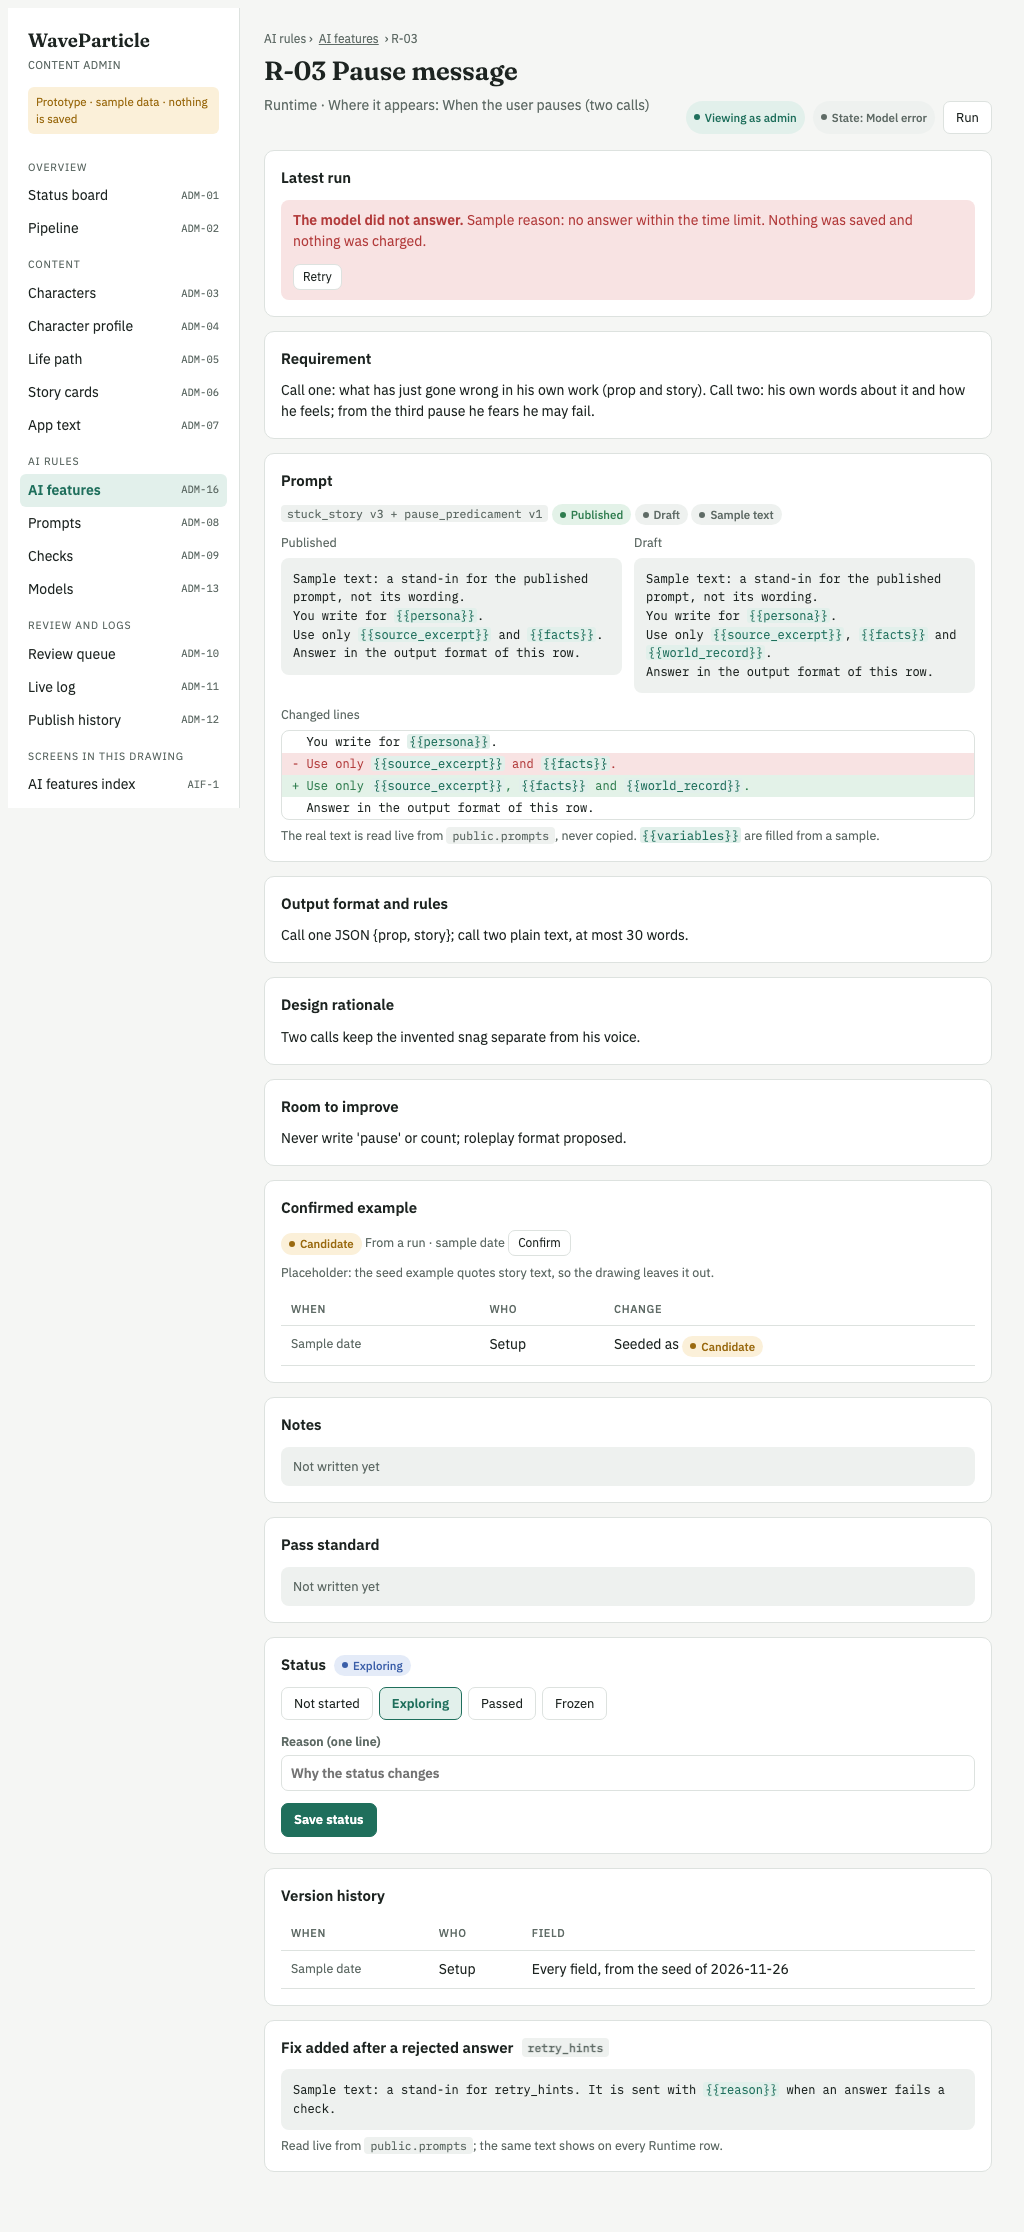 WaveParticle
CONTENT ADMIN
Prototype · sample data · nothing
is saved
OVERVIEW
Status board ADM-01
Pipeline ADM-02
CONTENT
Characters ADM-03
Character profile ADM-04
Life path ADM-05
Story cards ADM-06
App text ADM-07
AI RULES
AI features ADM-16
Prompts ADM-08
Checks ADM-09
Models ADM-13
REVIEW AND LOGS
Review queue ADM-10
Live log ADM-11
Publish history ADM-12
SCREENS IN THIS DRAWING
AI features index AIF-1
AI rules › AI features › R-03
R-03 Pause message
Runtime · Where it appears: When the user pauses (two calls)
Viewing as admin State: Model error Run
Latest run
The model did not answer. Sample reason: no answer within the time limit. Nothing was saved and
nothing was charged.
Retry
Requirement
Call one: what has just gone wrong in his own work (prop and story). Call two: his own words about it and how
he feels; from the third pause he fears he may fail.
Prompt
stuck_story v3 + pause_predicament v1 Published Draft Sample text
Published
Sample text: a stand-in for the published
prompt, not its wording.
You write for {{persona}}.
Use only {{source_excerpt}} and {{facts}}.
Answer in the output format of this row.
Draft
Sample text: a stand-in for the published
prompt, not its wording.
You write for {{persona}}.
Use only {{source_excerpt}}, {{facts}} and
{{world_record}}.
Answer in the output format of this row.
Changed lines
You write for {{persona}}.
- Use only {{source_excerpt}} and {{facts}}.
+ Use only {{source_excerpt}}, {{facts}} and {{world_record}}.
Answer in the output format of this row.
The real text is read live from public.prompts, never copied. {{variables}} are filled from a sample.
Output format and rules
Call one JSON {prop, story}; call two plain text, at most 30 words.
Design rationale
Two calls keep the invented snag separate from his voice.
Room to improve
Never write 'pause' or count; roleplay format proposed.
Confirmed example
Candidate From a run · sample date Confirm
Placeholder: the seed example quotes story text, so the drawing leaves it out.
WHEN WHO CHANGE
Sample date Setup Seeded as Candidate
Notes
Not written yet
Pass standard
Not written yet
Status Exploring
Not started Exploring Passed Frozen
Reason (one line)
Why the status changes
Save status
Version history
WHEN WHO FIELD
Sample date Setup Every field, from the seed of 2026-11-26
Fix added after a rejected answer retry_hints
Sample text: a stand-in for retry_hints. It is sent with {{reason}} when an answer fails a
check.
Read live from public.prompts; the same text shows on every Runtime row.